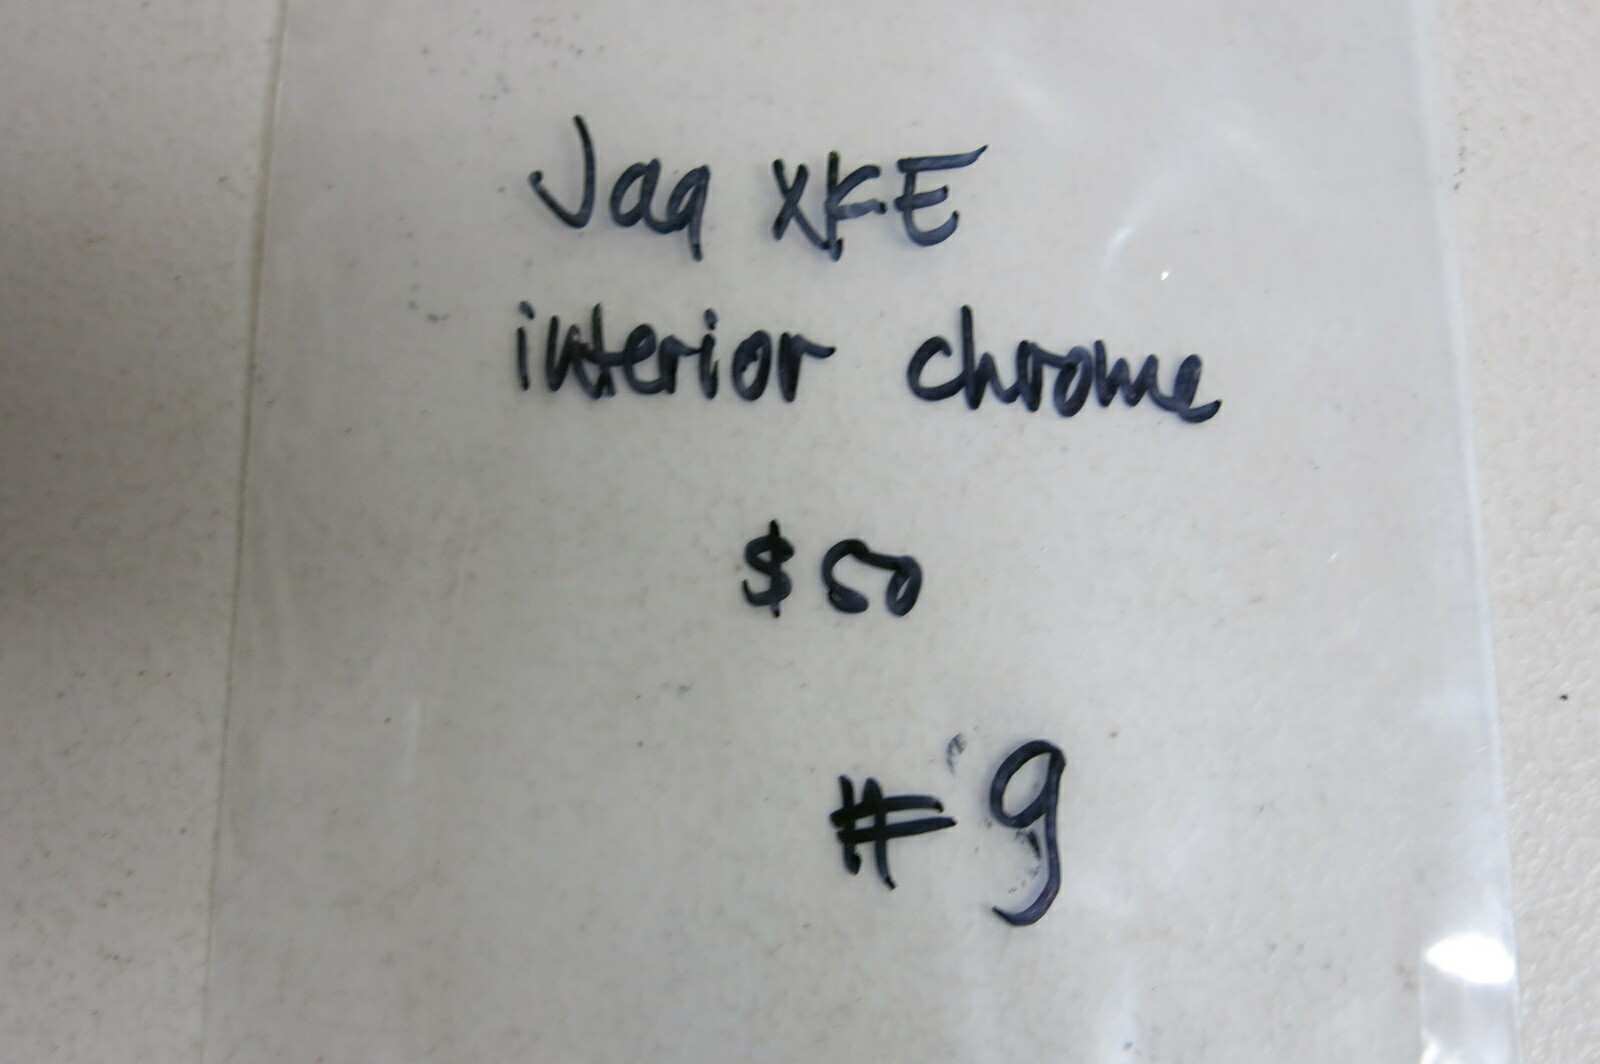 Jag XKE
interior chrome
$50
#9